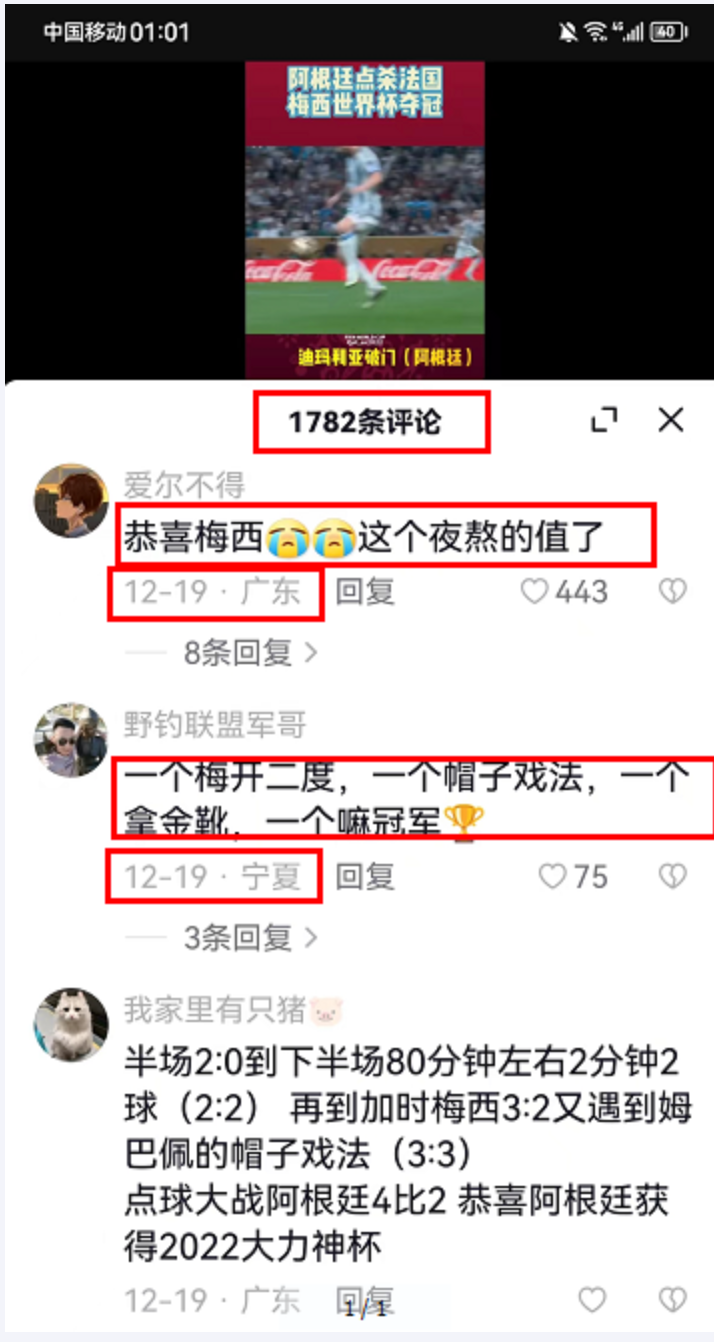 中国移动01:01
40
阿根廷点杀法国
梅西世界杯夺冠
Coca-Cola Coca-Cola
迪玛利亚破门（阿根廷）
1782条评论
爱尔不得
恭喜梅西😭😭这个夜熬的值了
12-19 · 广东 回复 443
8条回复
野钓联盟军哥
一个梅开二度，一个帽子戏法，一个
拿金靴，一个嘛冠军🏆
12-19 · 宁夏 回复 75
3条回复
我家里有只猪🐷
半场2:0到下半场80分钟左右2分钟2
球（2:2） 再到加时梅西3:2又遇到姆
巴佩的帽子戏法（3:3）
点球大战阿根廷4比2 恭喜阿根廷获
得2022大力神杯
12-19 · 广东 回复
1/1